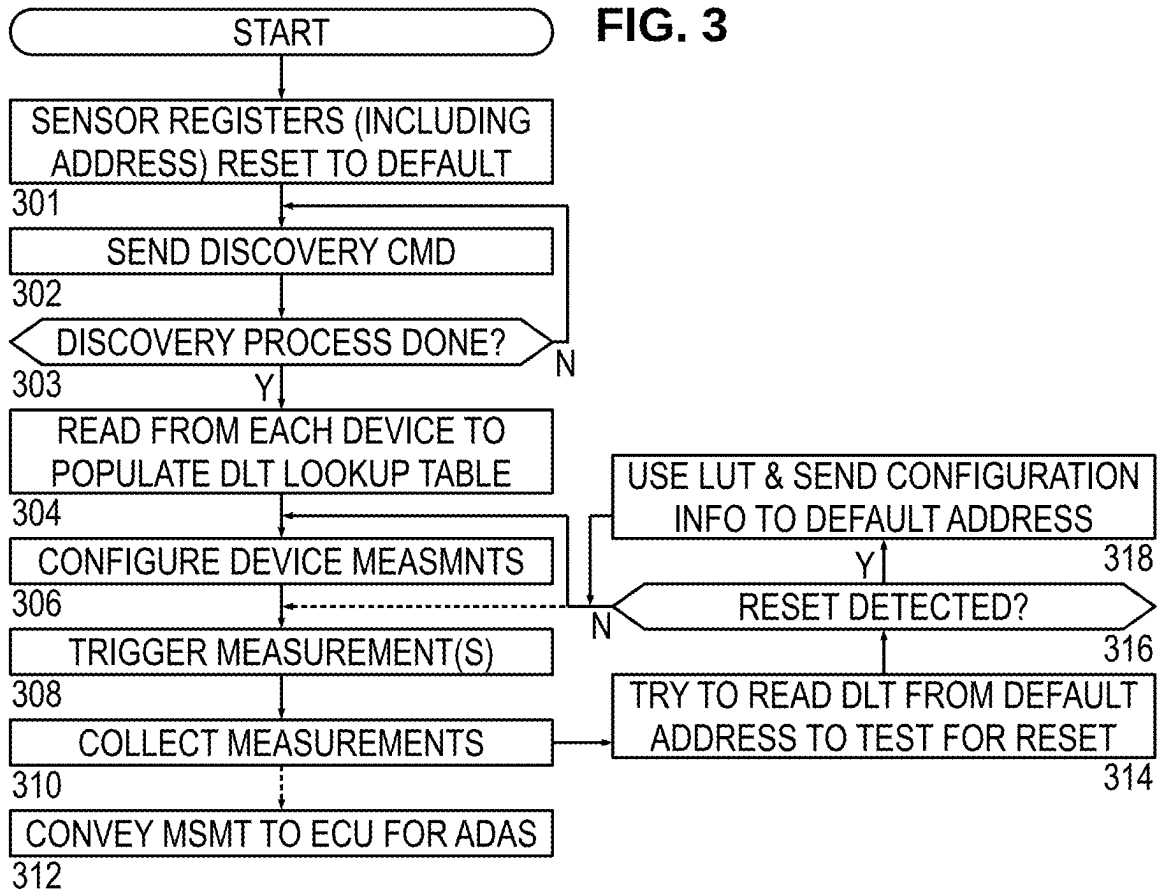 FIG. 3
START
SENSOR REGISTERS (INCLUDING
ADDRESS) RESET TO DEFAULT
301
SEND DISCOVERY CMD
302
DISCOVERY PROCESS DONE?
N
303
Y
READ FROM EACH DEVICE TO
POPULATE DLT LOOKUP TABLE
304
CONFIGURE DEVICE MEASMNTS
306
TRIGGER MEASUREMENT(S)
308
COLLECT MEASUREMENTS
310
CONVEY MSMT TO ECU FOR ADAS
312
USE LUT & SEND CONFIGURATION
INFO TO DEFAULT ADDRESS
318
Y
RESET DETECTED?
N
316
TRY TO READ DLT FROM DEFAULT
ADDRESS TO TEST FOR RESET
314